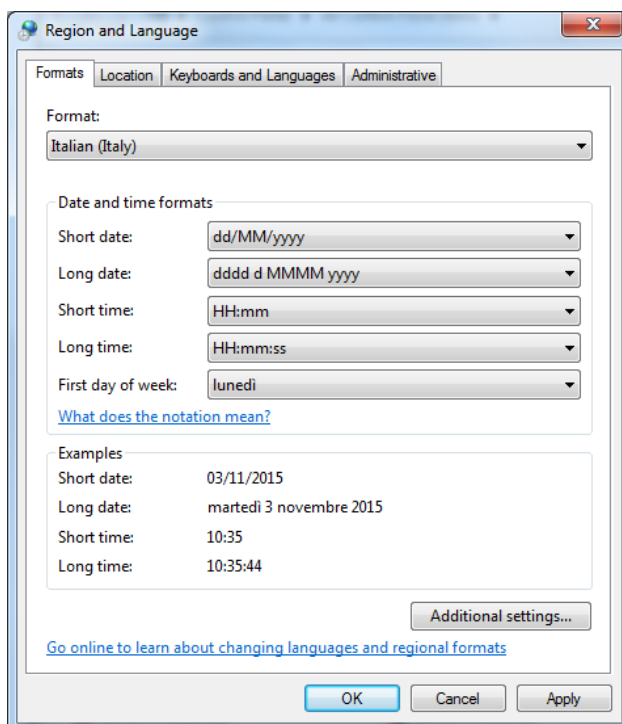 Region and Language
Formats Location Keyboards and Languages Administrative
Format:
Italian (Italy)
Date and time formats
Short date: dd/MM/yyyy
Long date: dddd d MMMM yyyy
Short time: HH:mm
Long time: HH:mm:ss
First day of week: lunedì
What does the notation mean?
Examples
Short date: 03/11/2015
Long date: martedì 3 novembre 2015
Short time: 10:35
Long time: 10:35:44
Additional settings...
Go online to learn about changing languages and regional formats
OK Cancel Apply